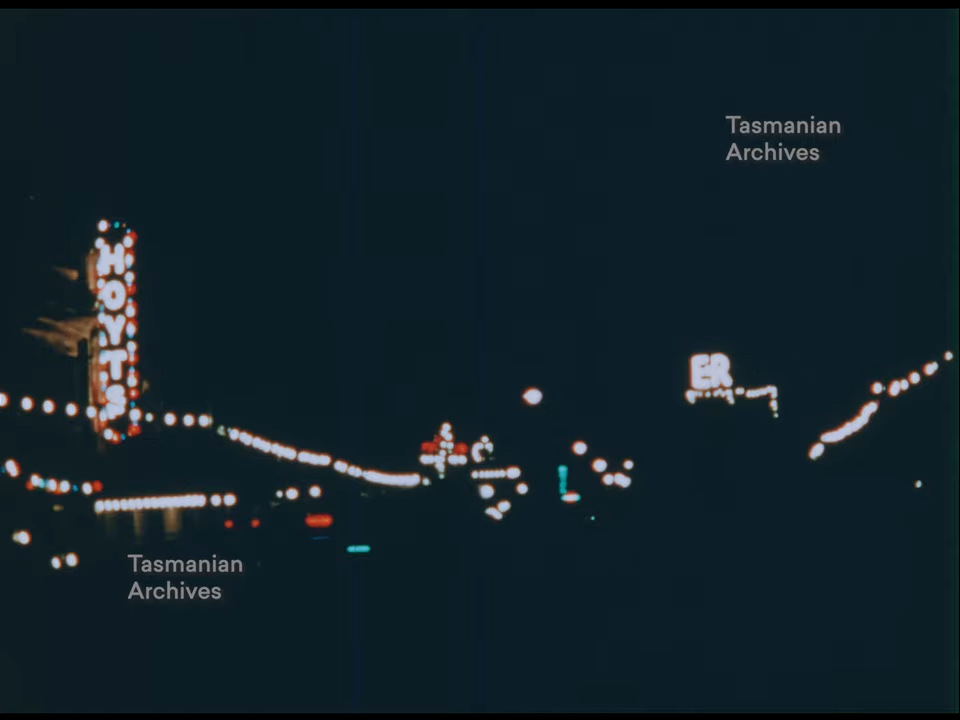 Tasmanian
Archives
HOYTS
ER
Tasmanian
Archives